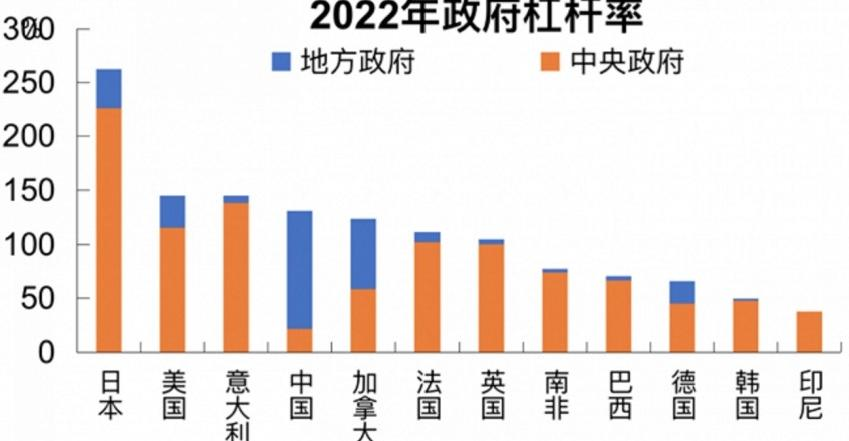 2022年政府杠杆率
%
地方政府 中央政府
300
250
200
150
100
50
0
日本 美国 意大利 中国 加拿大 法国 英国 南非 巴西 德国 韩国 印尼